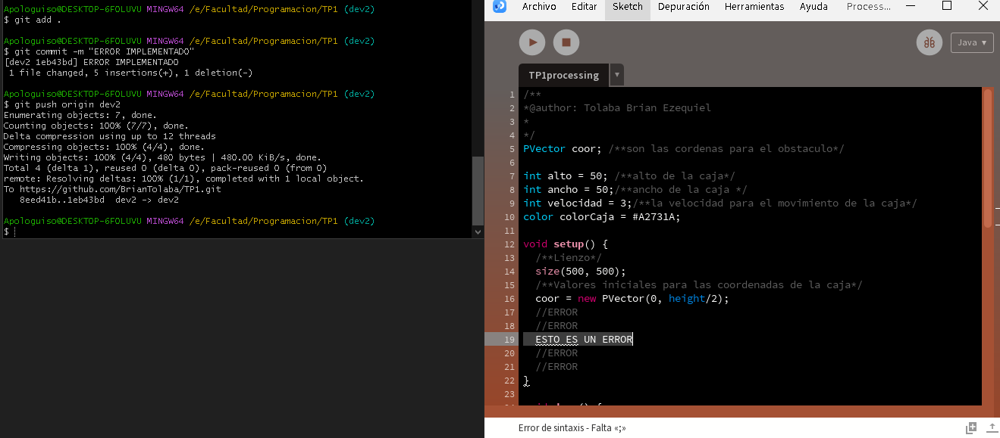 Apologuiso@DESKTOP-6FOLUVU MINGW64 /e/Facultad/Programacion/TP1 (dev2)
$ git add .
Apologuiso@DESKTOP-6FOLUVU MINGW64 /e/Facultad/Programacion/TP1 (dev2)
$ git commit -m "ERROR IMPLEMENTADO"
[dev2 1eb43bd] ERROR IMPLEMENTADO
1 file changed, 5 insertions(+), 1 deletion(-)
Apologuiso@DESKTOP-6FOLUVU MINGW64 /e/Facultad/Programacion/TP1 (dev2)
$ git push origin dev2
Enumerating objects: 7, done.
Counting objects: 100% (7/7), done.
Delta compression using up to 12 threads
Compressing objects: 100% (4/4), done.
Writing objects: 100% (4/4), 480 bytes | 480.00 KiB/s, done.
Total 4 (delta 1), reused 0 (delta 0), pack-reused 0 (from 0)
remote: Resolving deltas: 100% (1/1), completed with 1 local object.
To https://github.com/BrianTolaba/TP1.git
8eed41b..1eb43bd dev2 -> dev2
Apologuiso@DESKTOP-6FOLUVU MINGW64 /e/Facultad/Programacion/TP1 (dev2)
$
Archivo Editar Sketch Depuración Herramientas Ayuda Process...
Java ▾
TP1processing ▾
1 /**
2 *@author: Tolaba Brian Ezequiel
3 *
4 */
5 PVector coor; /**son las cordenas para el obstaculo*/
6
7 int alto = 50; /**alto de la caja*/
8 int ancho = 50;/**ancho de la caja */
9 int velocidad = 3;/**la velocidad para el movimiento de la caja*/
10 color colorCaja = #A2731A;
11
12 void setup() {
13 /**Lienzo*/
14 size(500, 500);
15 /**Valores iniciales para las coordenadas de la caja*/
16 coor = new PVector(0, height/2);
17 //ERROR
18 //ERROR
19 ESTO ES UN ERROR
20 //ERROR
21 //ERROR
22 }
23
Error de sintaxis - Falta «;»